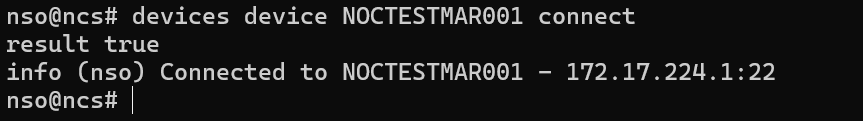 nso@ncs# devices device NOCTESTMAR001 connect
result true
info (nso) Connected to NOCTESTMAR001 - 172.17.224.1:22
nso@ncs#